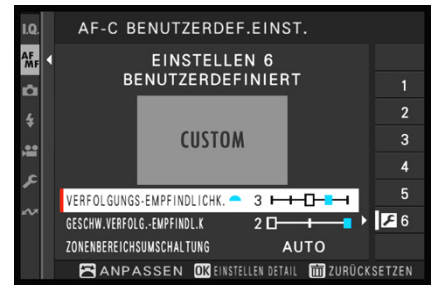 I.Q. AF-C BENUTZERDEF.EINST.
AF MF
EINSTELLEN 6
BENUTZERDEFINIERT
1
2
CUSTOM
3
4
VERFOLGUNGS-EMPFINDLICHK. 3
5
GESCHW.VERFOLG.-EMPFINDL.K 2
6
ZONENBEREICHSUMSCHALTUNG AUTO
ANPASSEN OK EINSTELLEN DETAIL ZURÜCKSETZEN